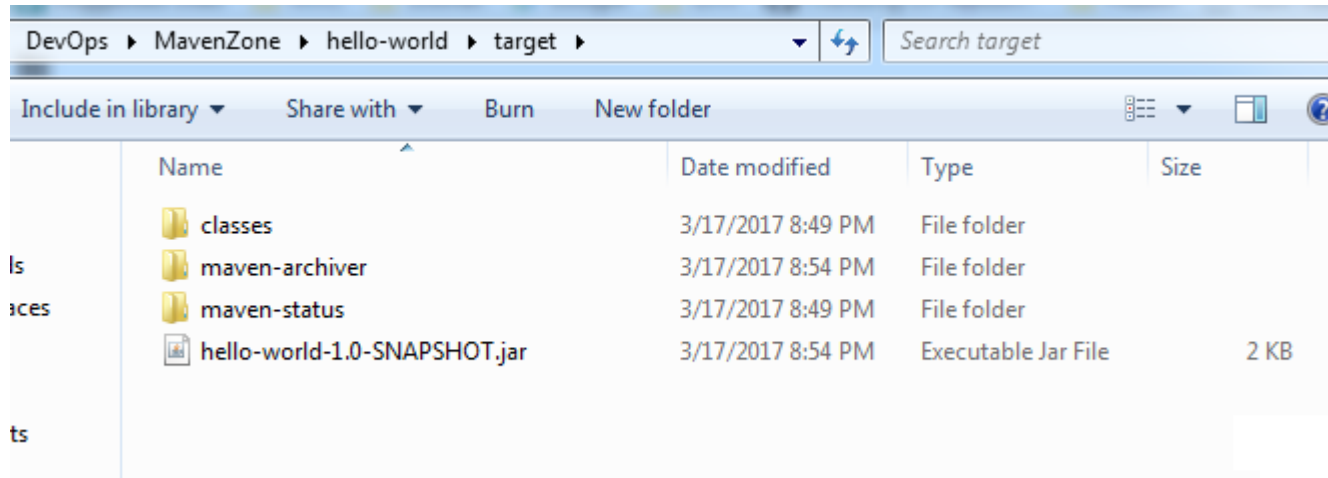 DevOps MavenZone hello-world target Search target
Include in library Share with Burn New folder
Name Date modified Type Size
classes 3/17/2017 8:49 PM File folder
ls maven-archiver 3/17/2017 8:54 PM File folder
aces maven-status 3/17/2017 8:49 PM File folder
hello-world-1.0-SNAPSHOT.jar 3/17/2017 8:54 PM Executable Jar File 2 KB
ts